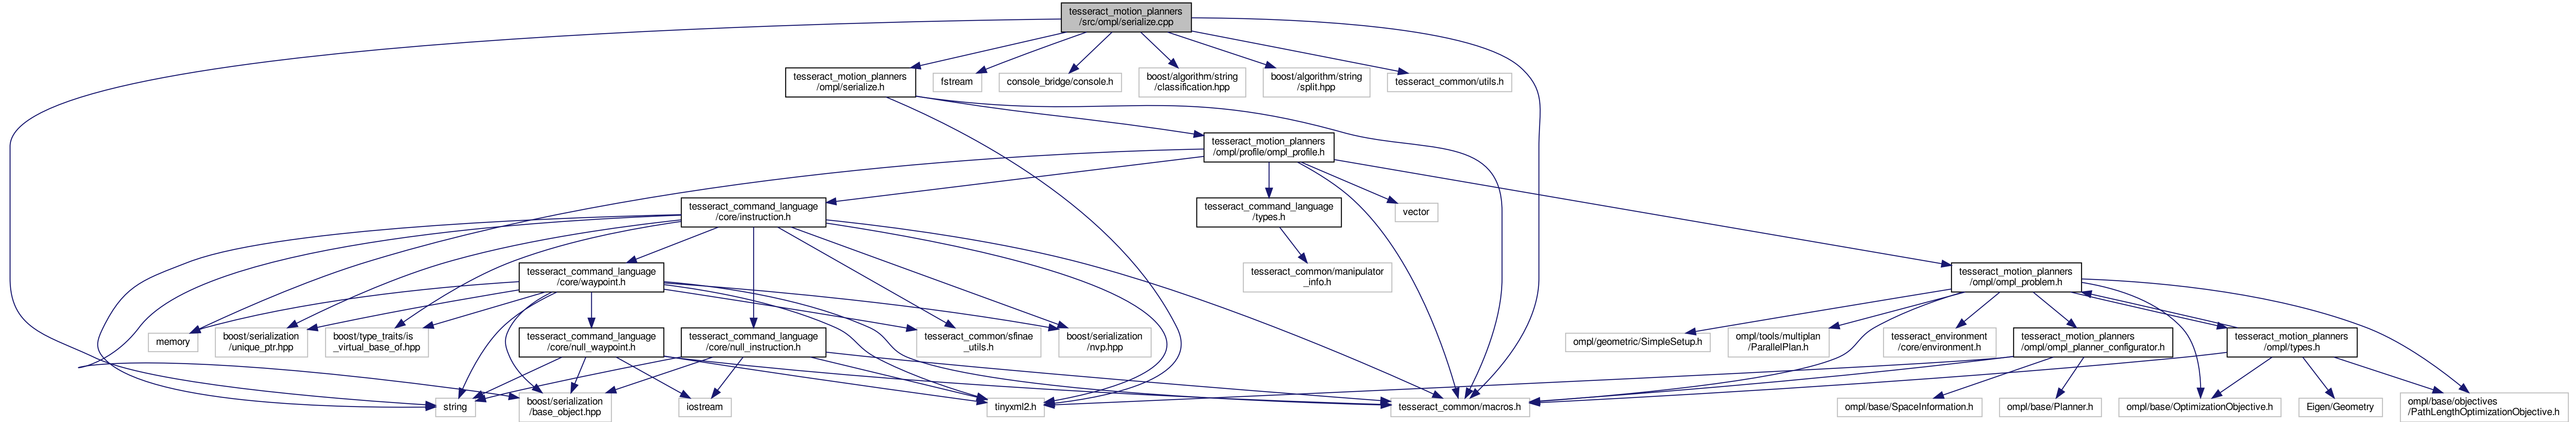 tesseract_motion_planners
/src/ompl/serialize.cpp
tesseract_motion_planners
/ompl/serialize.h
fstream
console_bridge/console.h
boost/algorithm/string
/classification.hpp
boost/algorithm/string
/split.hpp
tesseract_common/utils.h
tesseract_motion_planners
/ompl/profile/ompl_profile.h
tesseract_command_language
/core/instruction.h
tesseract_command_language
/types.h
vector
tesseract_command_language
/core/waypoint.h
tesseract_common/manipulator
_info.h
tesseract_motion_planners
/ompl/ompl_problem.h
memory
boost/serialization
/unique_ptr.hpp
boost/type_traits/is
_virtual_base_of.hpp
tesseract_command_language
/core/null_waypoint.h
tesseract_command_language
/core/null_instruction.h
tesseract_common/sfinae
_utils.h
boost/serialization
/nvp.hpp
ompl/geometric/SimpleSetup.h
ompl/tools/multiplan
/ParallelPlan.h
tesseract_environment
/core/environment.h
tesseract_motion_planners
/ompl/ompl_planner_configurator.h
tesseract_motion_planners
/ompl/types.h
string
boost/serialization
/base_object.hpp
iostream
tinyxml2.h
tesseract_common/macros.h
ompl/base/SpaceInformation.h
ompl/base/Planner.h
ompl/base/OptimizationObjective.h
Eigen/Geometry
ompl/base/objectives
/PathLengthOptimizationObjective.h